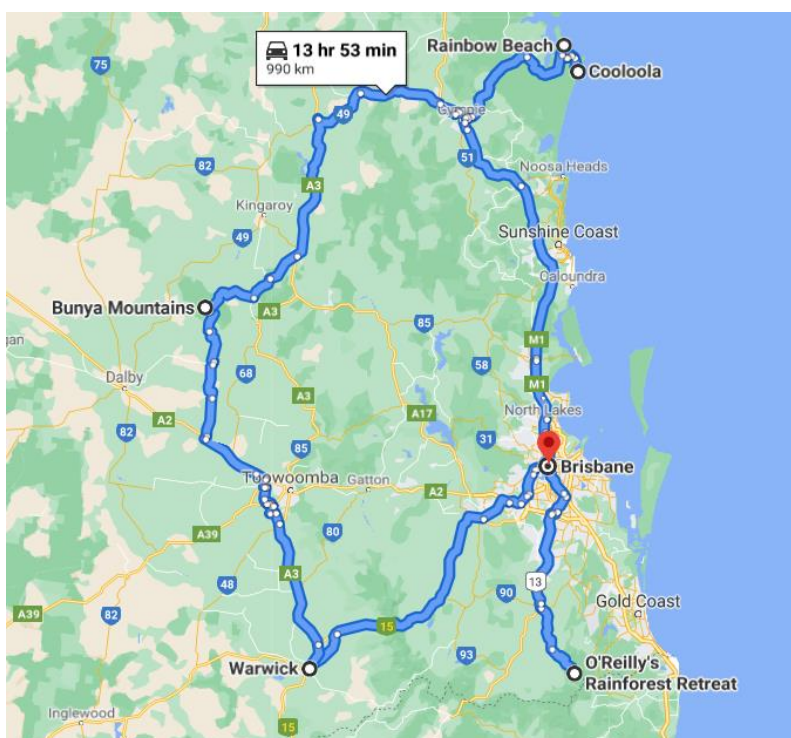 Rainbow Beach
13 hr 53 min
990 km
75
Cooloola
49
Gympie
82
51
Noosa Heads
A3
Kingaroy
49
Sunshine Coast
Caloundra
Bunya Mountains
A3
85
M1
58
Dalby
68
M1
A2
A3
North Lakes
82
A17
31
85
Brisbane
Toowoomba
Gatton
A2
A39
80
13
48
A3
90
Gold Coast
A39
82
15
93
Warwick
O'Reilly's
Rainforest Retreat
Inglewood
15